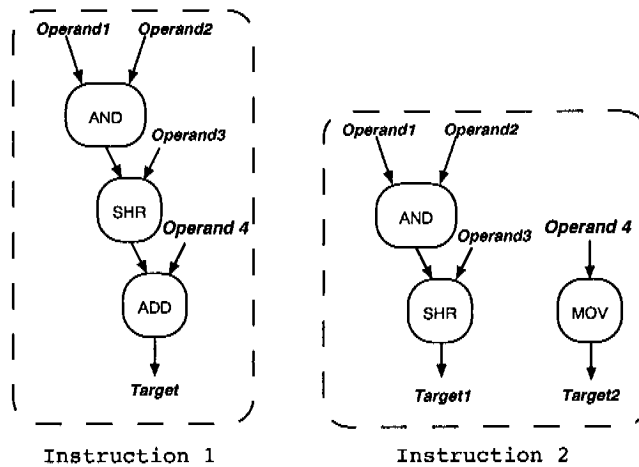 Operand1 Operand2
AND
Operand3
SHR
Operand 4
ADD
Target
Instruction 1
Operand1 Operand2
AND
Operand3
Operand 4
SHR
MOV
Target1
Target2
Instruction 2